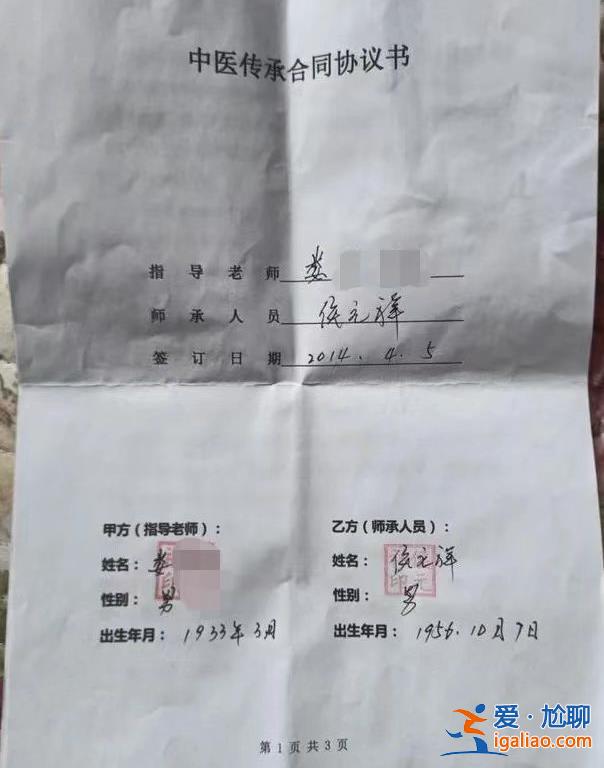 中医传承合同协议书
指导老师 娄
师承人员 侯元祥
签订日期 2014.4.5
甲方(指导老师): 乙方(师承人员):
姓名: 娄 姓名: 侯元祥
性别: 男 性别: 男
出生年月: 1933年3月 出生年月: 1956.10月7日
第1页共3页
爱·尬聊
igaliao.com